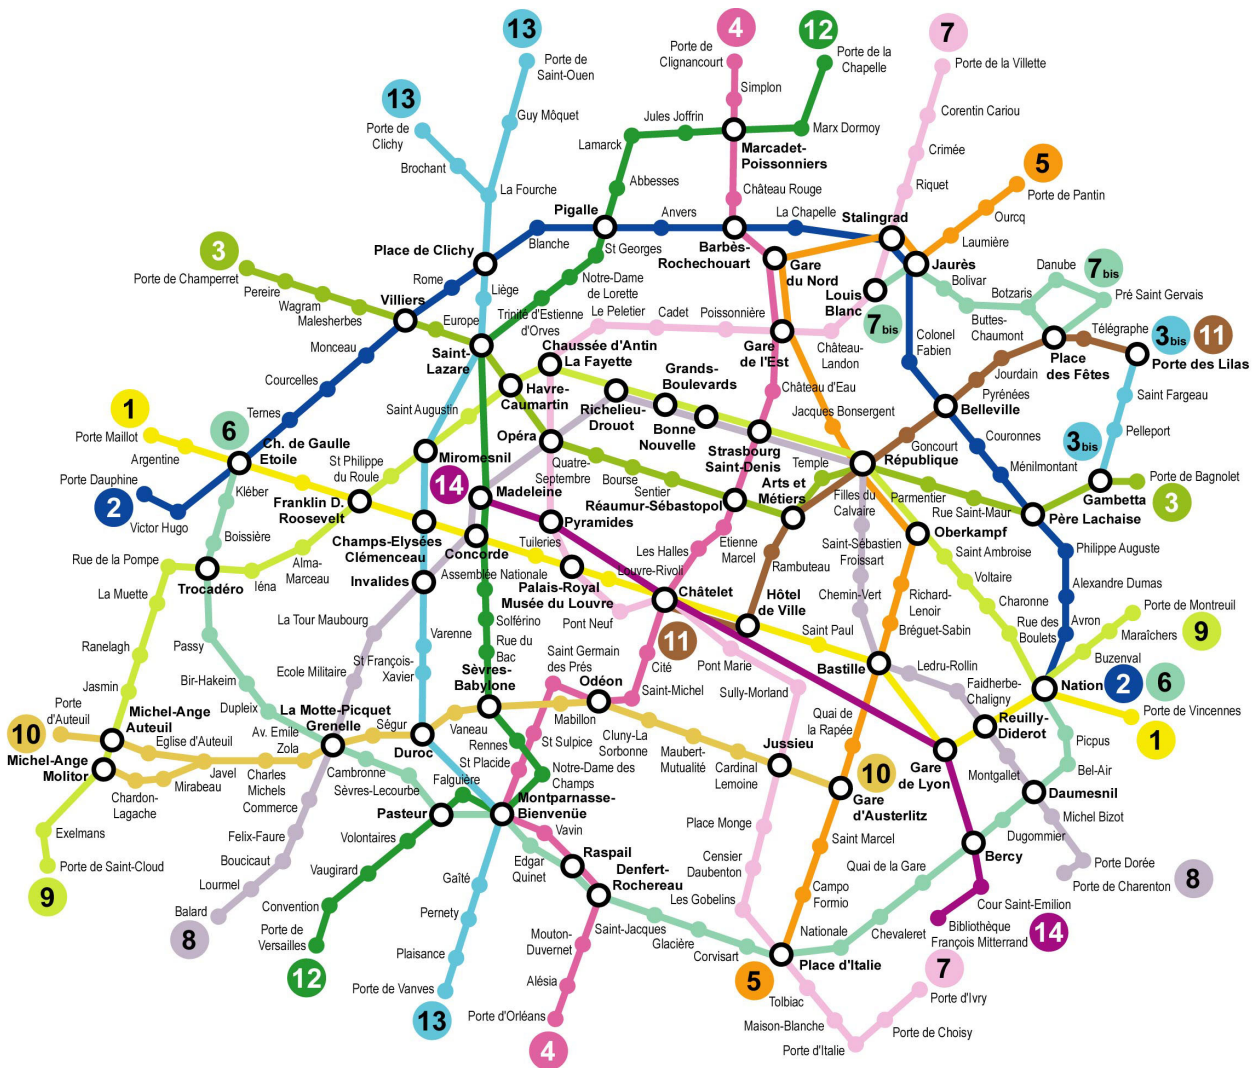 13
4
12
7
Porte de
Saint-Ouen
Porte de
Clignancourt
Porte de la
Chapelle
Porte de la Villette
13
Simplon
Guy Môquet
Jules Joffrin
Marx Dormoy
Corentin Cariou
Porte de
Clichy
Lamarck
Marcadet-
Poissonniers
Crimée
5
Brochant
La Fourche
Abbesses
Château Rouge
Riquet
Porte de Pantin
Pigalle
Anvers
La Chapelle
Stalingrad
Ourcq
Blanche
St Georges
Barbès-
Rochechouart
Laumière
3
Place de Clichy
Gare
du Nord
Jaurès
Danube
7
bis
Porte de Champerret
Rome
Notre-Dame
de Lorette
Louis
Blanc
Bolivar
Botzaris
Pré Saint Gervais
Pereire
Villiers
Liège
Wagram
Malesherbes
Europe
Trinité d'Estienne
d'Orves
Le Peletier
Cadet
Poissonnière
7
bis
Buttes-
Chaumont
Télégraphe
3
bis
11
Monceau
Saint-
Lazare
Chaussée d'Antin
La Fayette
Gare
de l'Est
Château-
Landon
Colonel
Fabien
Place
des Fêtes
Porte des Lilas
Jourdain
Courcelles
Havre-
Caumartin
Grands-
Boulevards
Château d'Eau
Pyrénées
Saint Fargeau
1
Ternes
Saint Augustin
Richelieu-
Drouot
Bonne
Nouvelle
Jacques Bonsergent
Belleville
6
Porte Maillot
Ch. de Gaulle
Etoile
Opéra
Strasbourg
Saint-Denis
Goncourt
Couronnes
3
bis
Pelleport
Argentine
St Philippe
du Roule
Miromesnil
Quatre-
Septembre
Temple
République
Ménilmontant
Porte Dauphine
14
Bourse
Sentier
Arts et
Métiers
Porte de Bagnolet
2
Kléber
Franklin D.
Roosevelt
Madeleine
Réaumur-Sébastopol
Filles du
Calvaire
Parmentier
Rue Saint-Maur
Gambetta
3
Victor Hugo
Pyramides
Père Lachaise
Boissière
Champs-Elysées
Clémenceau
Concorde
Tuileries
Etienne
Marcel
Oberkampf
Rue de la Pompe
Alma-
Marceau
Les Halles
Saint-Sébastien
Froissart
Saint Ambroise
Philippe Auguste
Trocadéro
Iéna
Invalides
Assemblée Nationale
Palais-Royal
Musée du Louvre
Louvre-Rivoli
Rambuteau
Voltaire
La Muette
Châtelet
Hôtel
de Ville
Chemin-Vert
Richard-
Lenoir
Charonne
Alexandre Dumas
La Tour Maubourg
Solférino
Pont Neuf
Bréguet-Sabin
Rue des
Boulets
Avron
Porte de Montreuil
Ranelagh
Passy
Varenne
Rue du
Bac
11
Saint Paul
Maraîchers
9
Ecole Militaire
St François-
Xavier
Saint Germain
des Prés
Cité
Pont Marie
Bastille
Ledru-Rollin
Buzenval
Jasmin
Bir-Hakeim
Sèvres-
Babylone
Odéon
Saint-Michel
Sully-Morland
Faidherbe-
Chaligny
Nation
2
6
Porte
d'Auteuil
Michel-Ange
Auteuil
Dupleix
La Motte-Picquet
Grenelle
Mabillon
Quai de
la Rapée
Reuilly-
Diderot
Porte de Vincennes
10
Av. Emile
Zola
Ségur
Vaneau
Cluny-La
Sorbonne
1
Eglise d'Auteuil
Duroc
Rennes
St Sulpice
Maubert-
Mutualité
Jussieu
Gare
de Lyon
Picpus
Michel-Ange
Molitor
Javel
Charles
Michels
Cambronne
St Placide
Notre-Dame des
Champs
Cardinal
Lemoine
10
Montgallet
Bel-Air
Chardon-
Lagache
Mirabeau
Commerce
Sèvres-Lecourbe
Falguière
Gare
d'Austerlitz
Daumesnil
Pasteur
Montparnasse-
Bienvenüe
Michel Bizot
Exelmans
Felix-Faure
Volontaires
Vavin
Place Monge
Saint Marcel
Dugommier
Porte de Saint-Cloud
Boucicaut
Vaugirard
Edgar
Quinet
Raspail
Censier
Daubenton
Quai de la Gare
Bercy
Porte Dorée
9
Lourmel
Gaîté
Denfert-
Rochereau
Porte de Charenton
8
Balard
Convention
Pernety
Les Gobelins
Campo
Formio
Cour Saint-Emilion
8
Porte de
Versailles
Mouton-
Duvernet
Saint-Jacques
Nationale
Chevaleret
Bibliothèque
François Mitterrand
14
Plaisance
Glacière
Corvisart
12
Alésia
5
Place d'Italie
7
Porte de Vanves
Tolbiac
Porte d'Ivry
13
Porte d'Orléans
Maison-Blanche
Porte de Choisy
4
Porte d'Italie